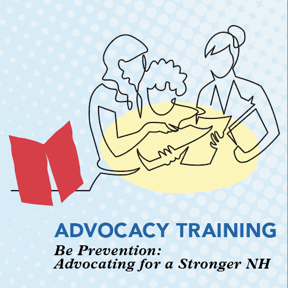 ADVOCACY TRAINING
Be Prevention:
Advocating for a Stronger NH